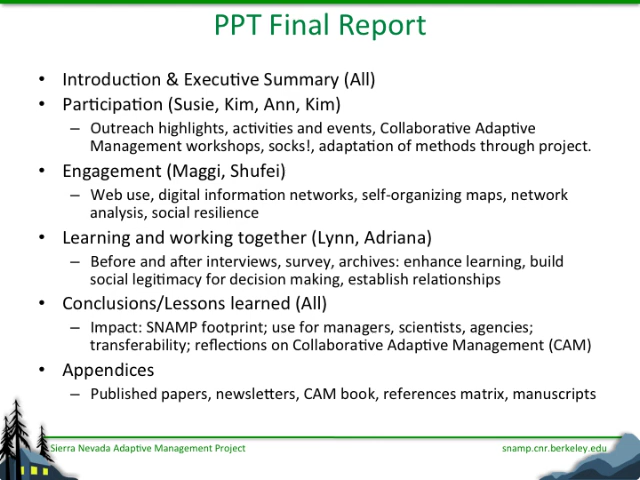 PPT Final Report
• Introduction & Executive Summary (All)
• Participation (Susie, Kim, Ann, Kim)
– Outreach highlights, activities and events, Collaborative Adaptive
Management workshops, socks!, adaptation of methods through project.
• Engagement (Maggi, Shufei)
– Web use, digital information networks, self-organizing maps, network
analysis, social resilience
• Learning and working together (Lynn, Adriana)
– Before and after interviews, survey, archives: enhance learning, build
social legitimacy for decision making, establish relationships
• Conclusions/Lessons learned (All)
– Impact: SNAMP footprint; use for managers, scientists, agencies;
transferability; reflections on Collaborative Adaptive Management (CAM)
• Appendices
– Published papers, newsletters, CAM book, references matrix, manuscripts
Sierra Nevada Adaptive Management Project
snamp.cnr.berkeley.edu